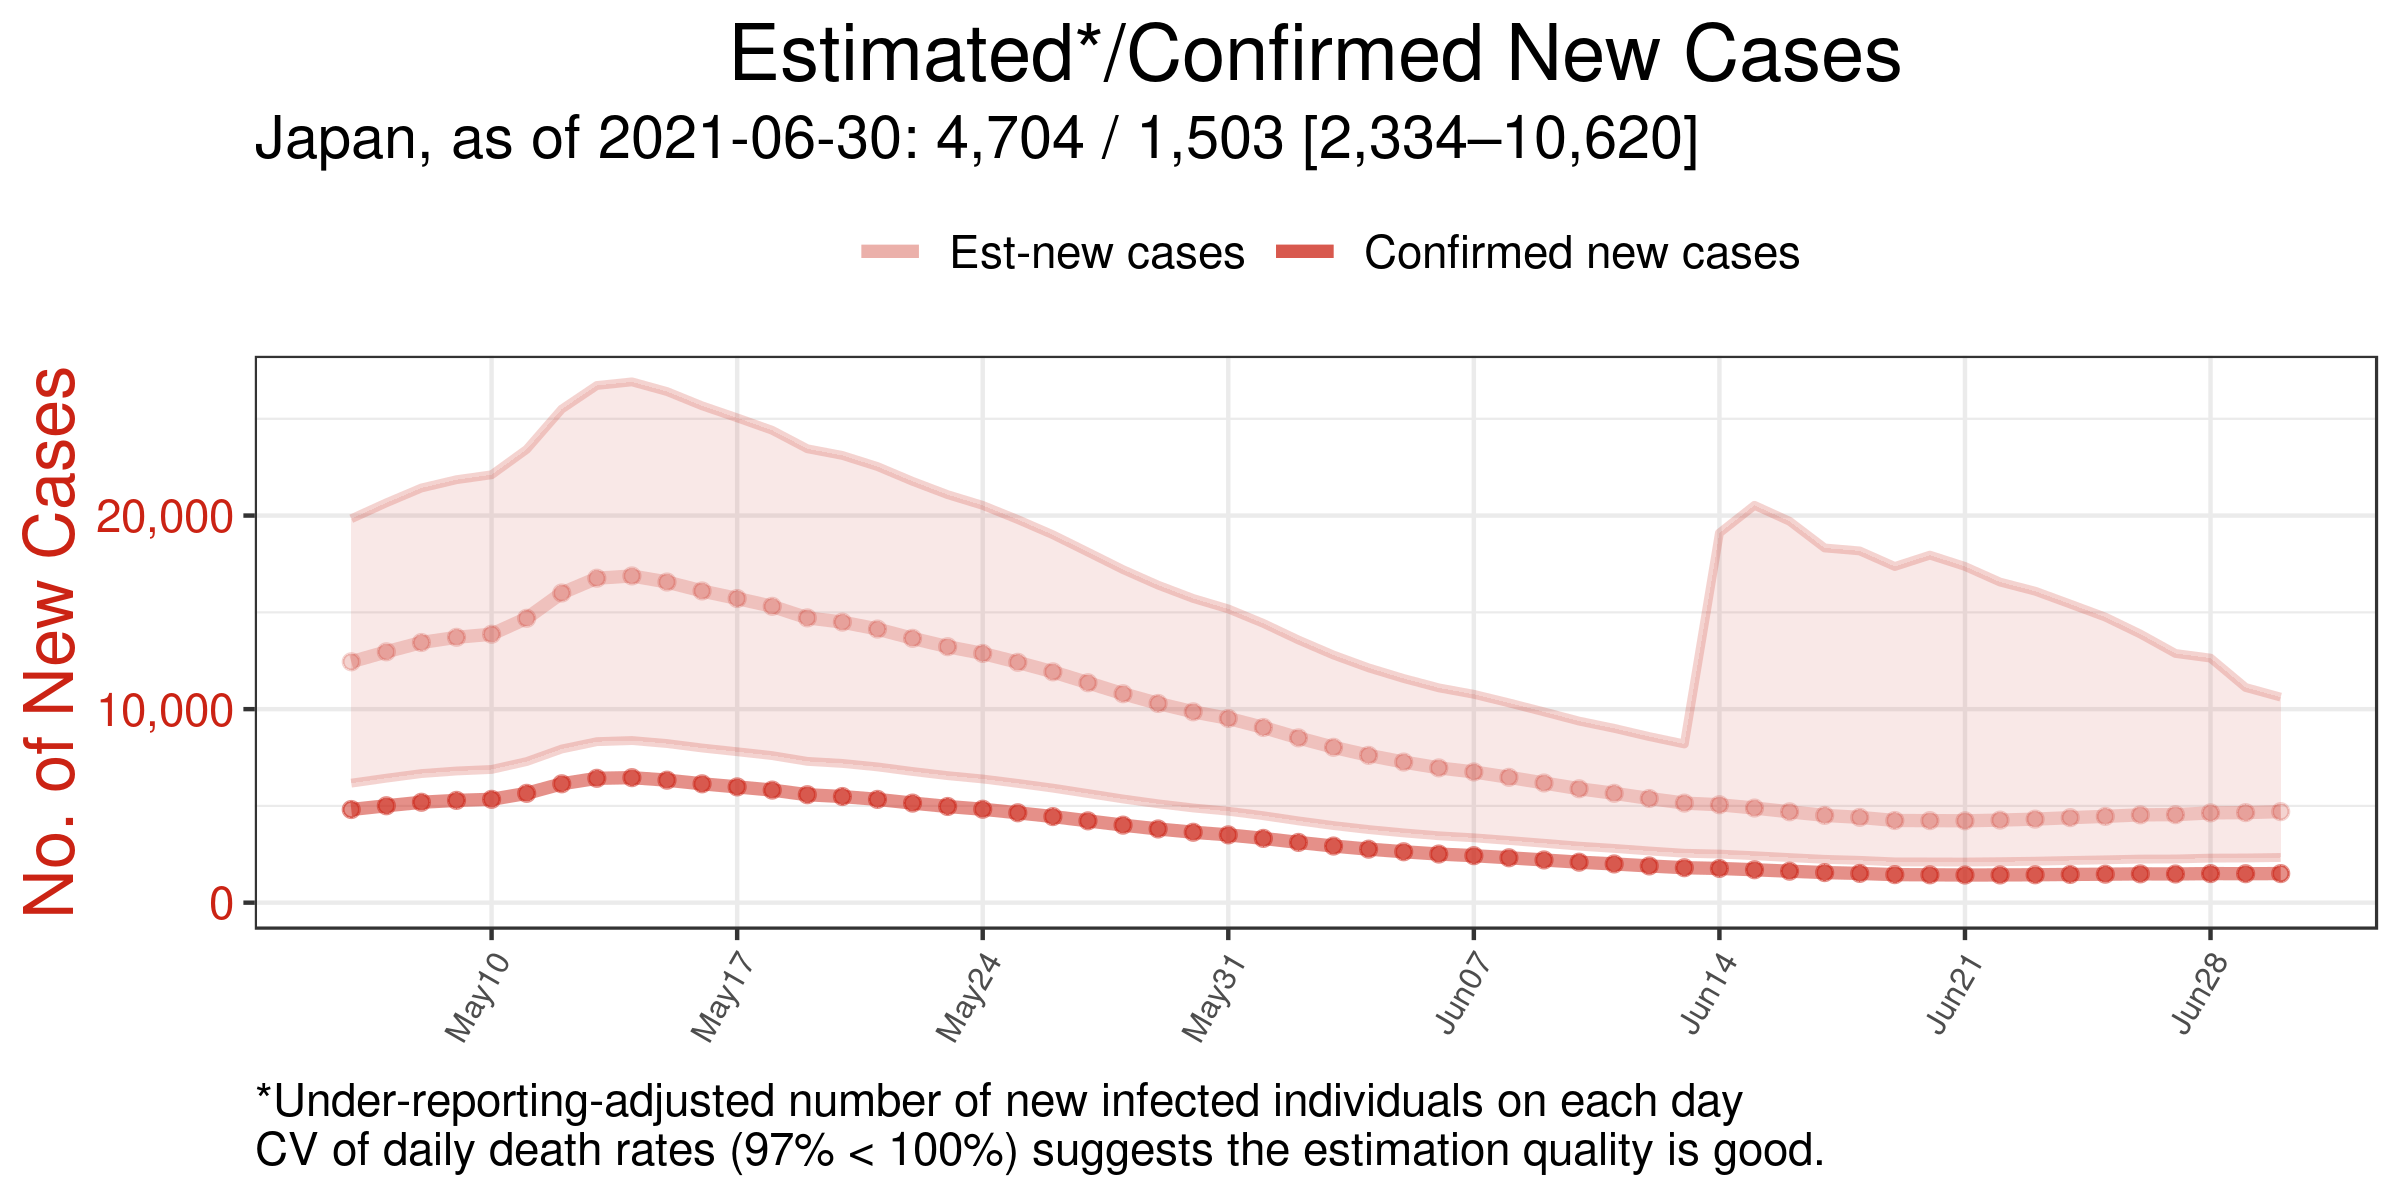 Estimated*/Confirmed New Cases
Japan, as of 2021-06-30: 4,704 / 1,503 [2,334–10,620]
Est-new cases
Confirmed new cases
No. of New Cases
20,000
10,000
0
May10
May17
May24
May31
Jun07
Jun14
Jun21
Jun28
*Under-reporting-adjusted number of new infected individuals on each day
CV of daily death rates (97% < 100%) suggests the estimation quality is good.